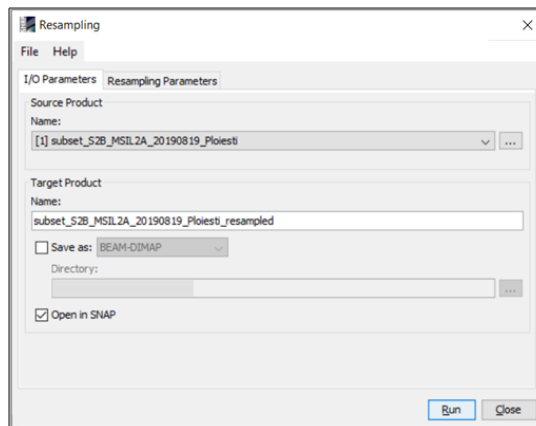 Resampling
File Help
I/O Parameters Resampling Parameters
Source Product
Name:
[1] subset_S2B_MSIL2A_20190819_Ploiesti
...
Target Product
Name:
subset_S2B_MSIL2A_20190819_Ploiesti_resampled
Save as: BEAM-DIMAP
Directory:
...
Open in SNAP
Run Close